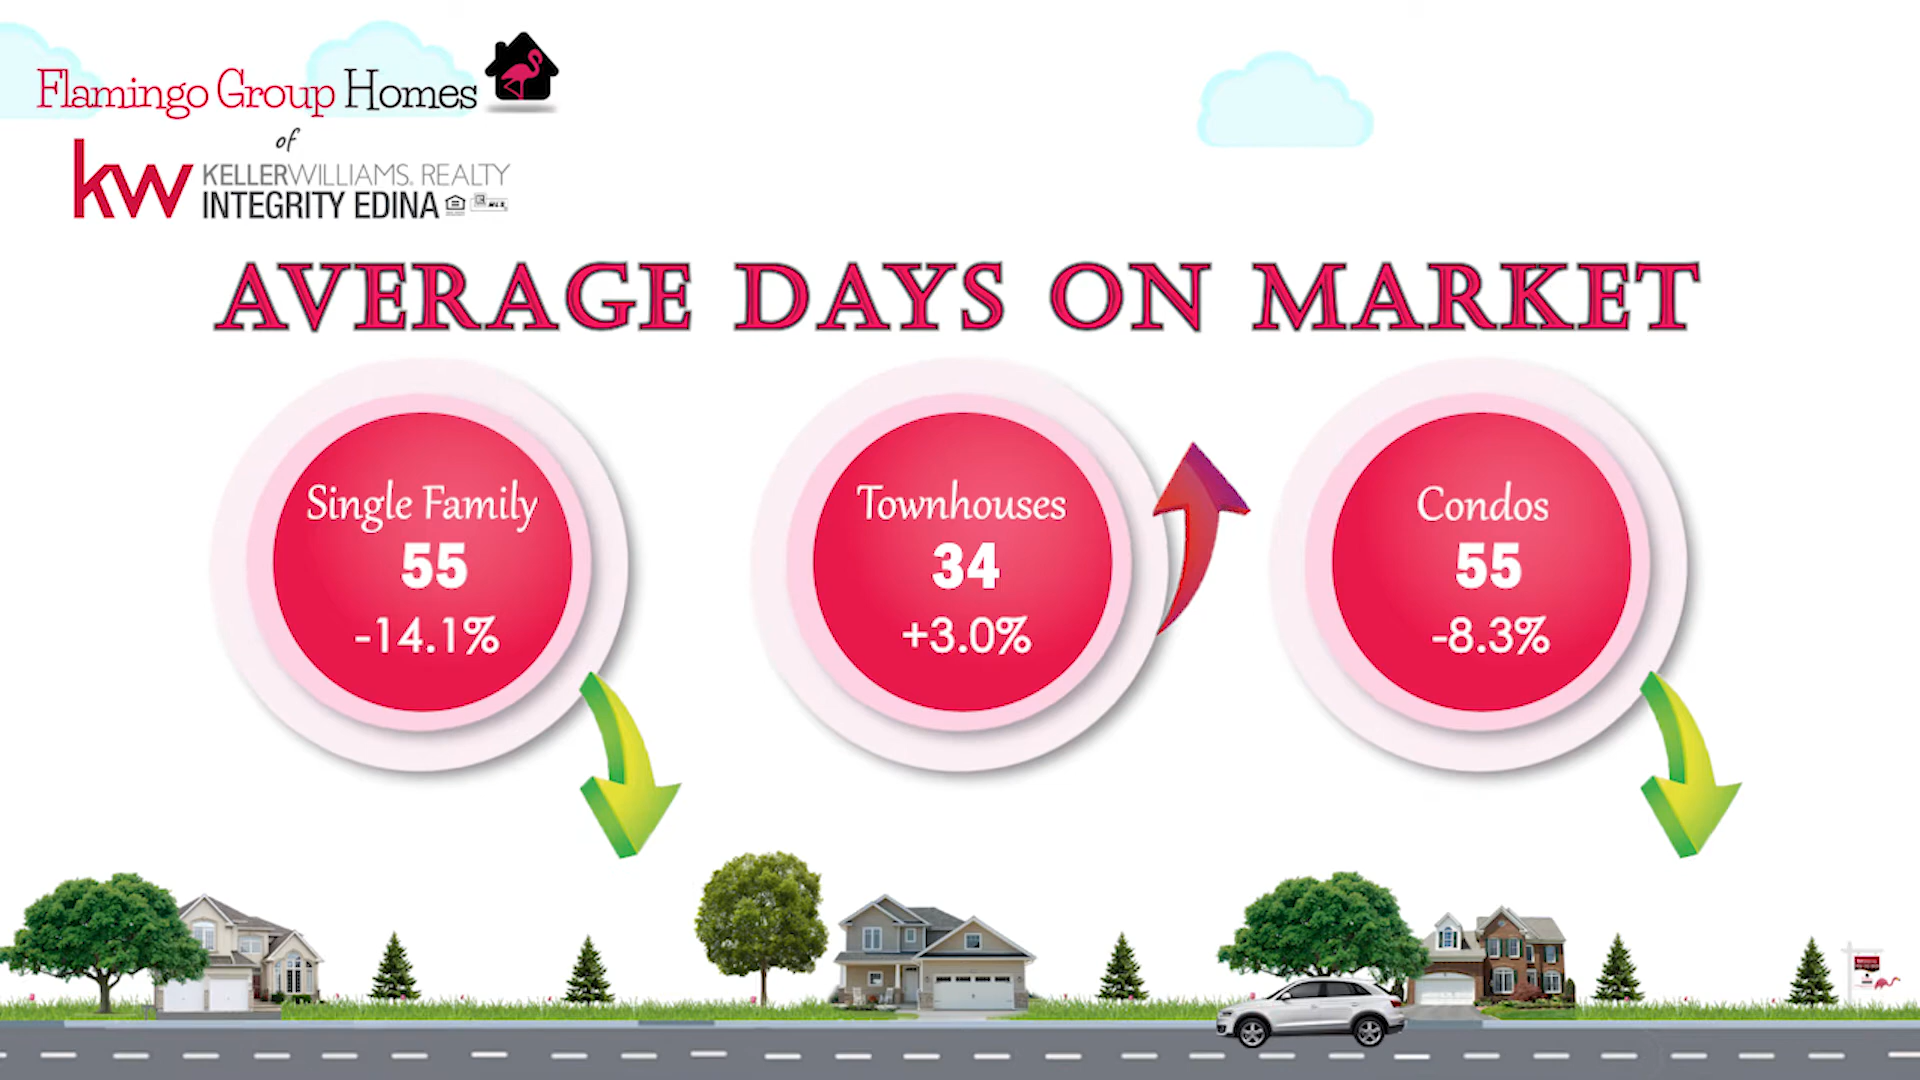 Flamingo Group Homes
of
kw KELLERWILLIAMS. REALTY
INTEGRITY EDINA
AVERAGE DAYS ON MARKET
Single Family
55
-14.1%
Townhouses
34
+3.0%
Condos
55
-8.3%